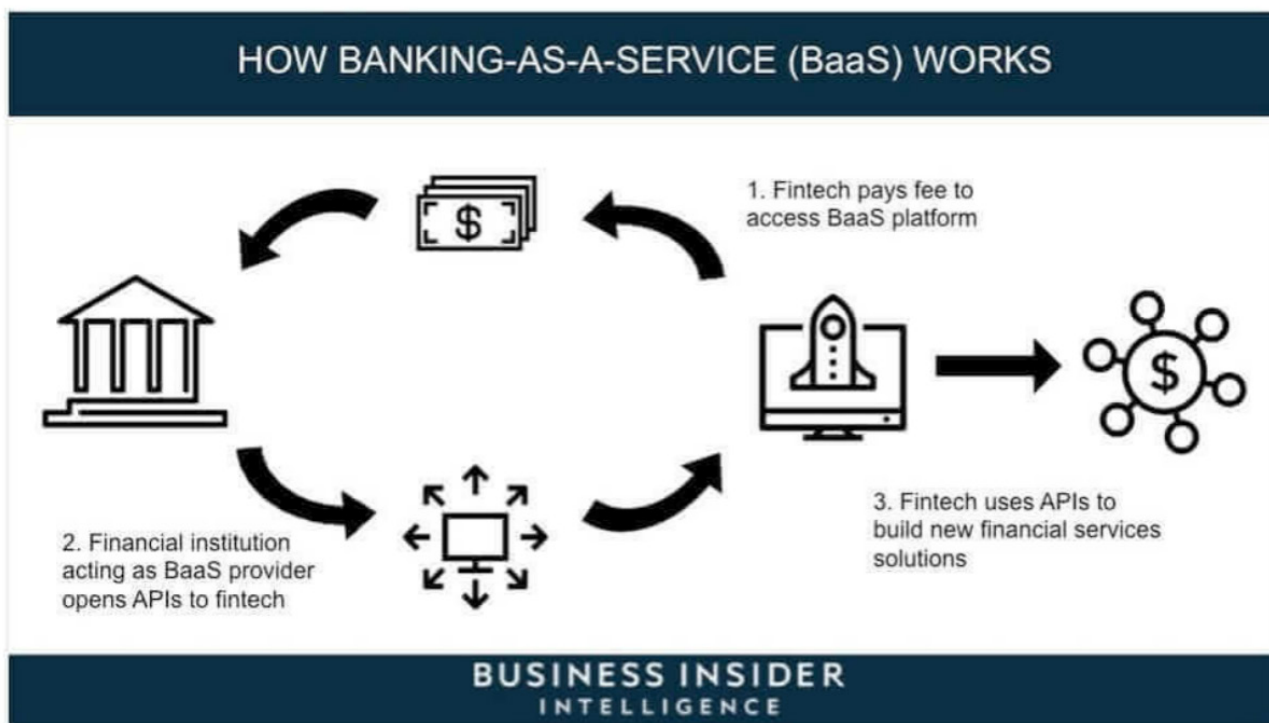 HOW BANKING-AS-A-SERVICE (BaaS) WORKS
1. Fintech pays fee to
access BaaS platform
$
$
2. Financial institution
acting as BaaS provider
opens APIs to fintech
3. Fintech uses APIs to
build new financial services
solutions
BUSINESS INSIDER
INTELLIGENCE